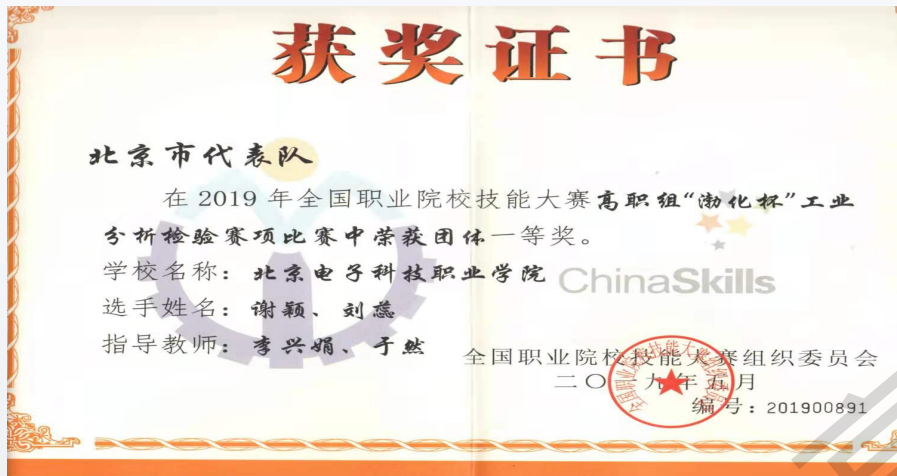 获奖证书
北京市代表队
在2019年全国职业院校技能大赛高职组“渤化杯”工业
分析检验赛项比赛中荣获团体一等奖。
学校名称：北京电子科技职业学院
ChinaSkills
选手姓名：谢颖、刘蕊
指导教师：李兴娟、于然
全国职业院校技能大赛组织委员会
二〇一九年五月
编号：201900891